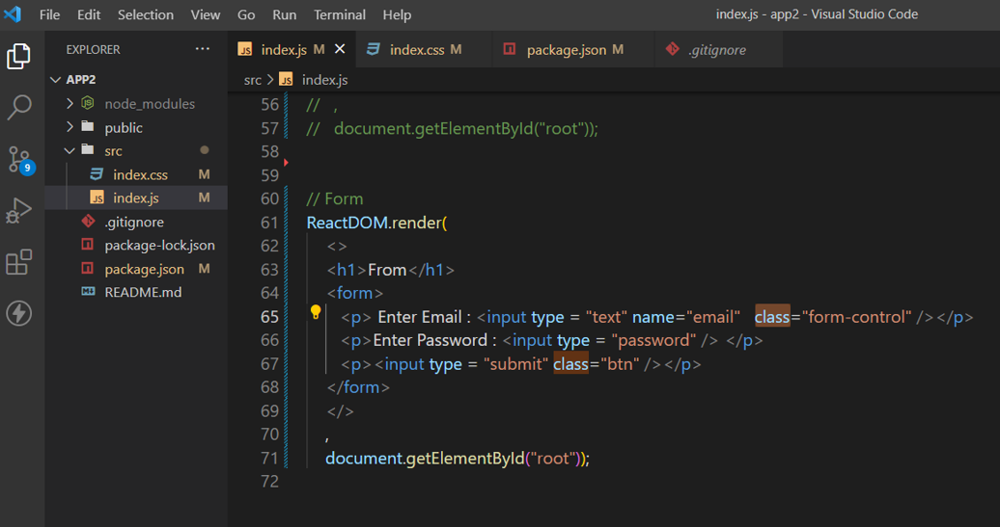 File Edit Selection View Go Run Terminal Help index.js - app2 - Visual Studio Code
EXPLORER ...
JS index.js M × index.css M package.json M .gitignore
APP2
src > JS index.js
JS node_modules
public
src
index.css M
JS index.js M
.gitignore
package-lock.json
package.json M
README.md
9
56 // ,
57 // document.getElementById("root"));
58
59
60 // Form
61 ReactDOM.render(
62 <>
63 <h1>From</h1>
64 <form>
65 <p> Enter Email : <input type = "text" name="email" class="form-control" /></p>
66 <p>Enter Password : <input type = "password" /> </p>
67 <p><input type = "submit" class="btn" /></p>
68 </form>
69 </>
70 ,
71 document.getElementById("root"));
72